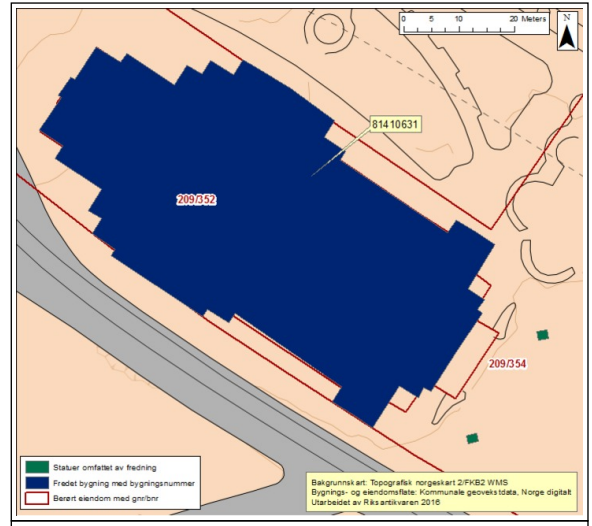 0 5 10 20 Meters
N
81410631
209/352
209/354
Statuer omfattet av fredning
Fredet bygning med bygningsnummer
Berørt eiendom med gnr/bnr
Bakgrunnskart: Topografisk norgeskart 2/FKB2 WMS
Bygnings- og eiendomsflate: Kommunale geovekstdata, Norge digitalt
Utarbeidet av Riksantikvaren 2016